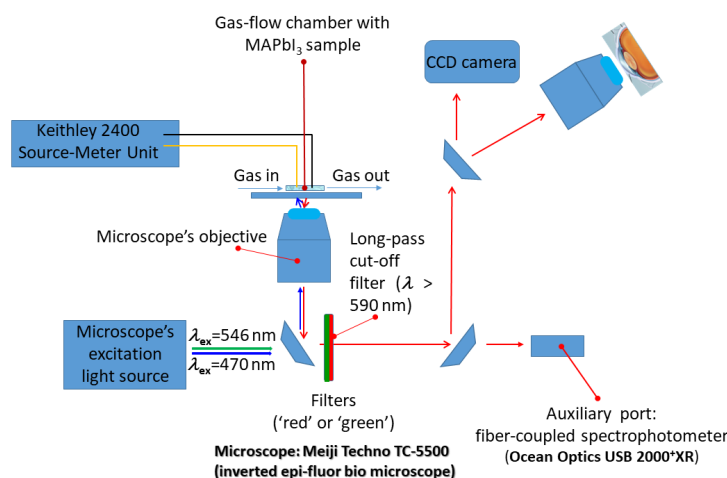 Gas-flow chamber with
MAPbI₃ sample
CCD camera
Keithley 2400
Source-Meter Unit
Gas in
Gas out
Microscope's objective
Long-pass
cut-off
filter (λ >
590 nm)
Microscope's
excitation
light source
λex=546 nm
λex=470 nm
Filters
('red' or 'green')
Microscope: Meiji Techno TC-5500
(inverted epi-fluor bio microscope)
Auxiliary port:
fiber-coupled spectrophotometer
(Ocean Optics USB 2000⁺XR)